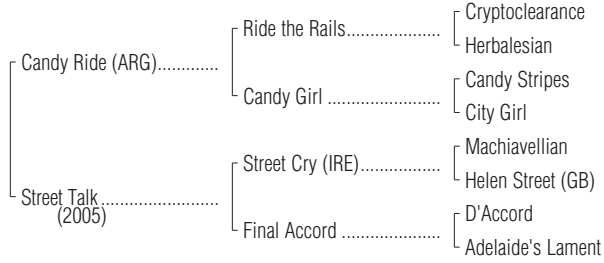 Cryptoclearance
Ride the Rails.....................
Herbalesian
Candy Ride (ARG).............
Candy Stripes
Candy Girl ........................
City Girl
Machiavellian
Street Cry (IRE).................
Helen Street (GB)
Street Talk .........................
(2005)
D'Accord
Final Accord .....................
Adelaide's Lament